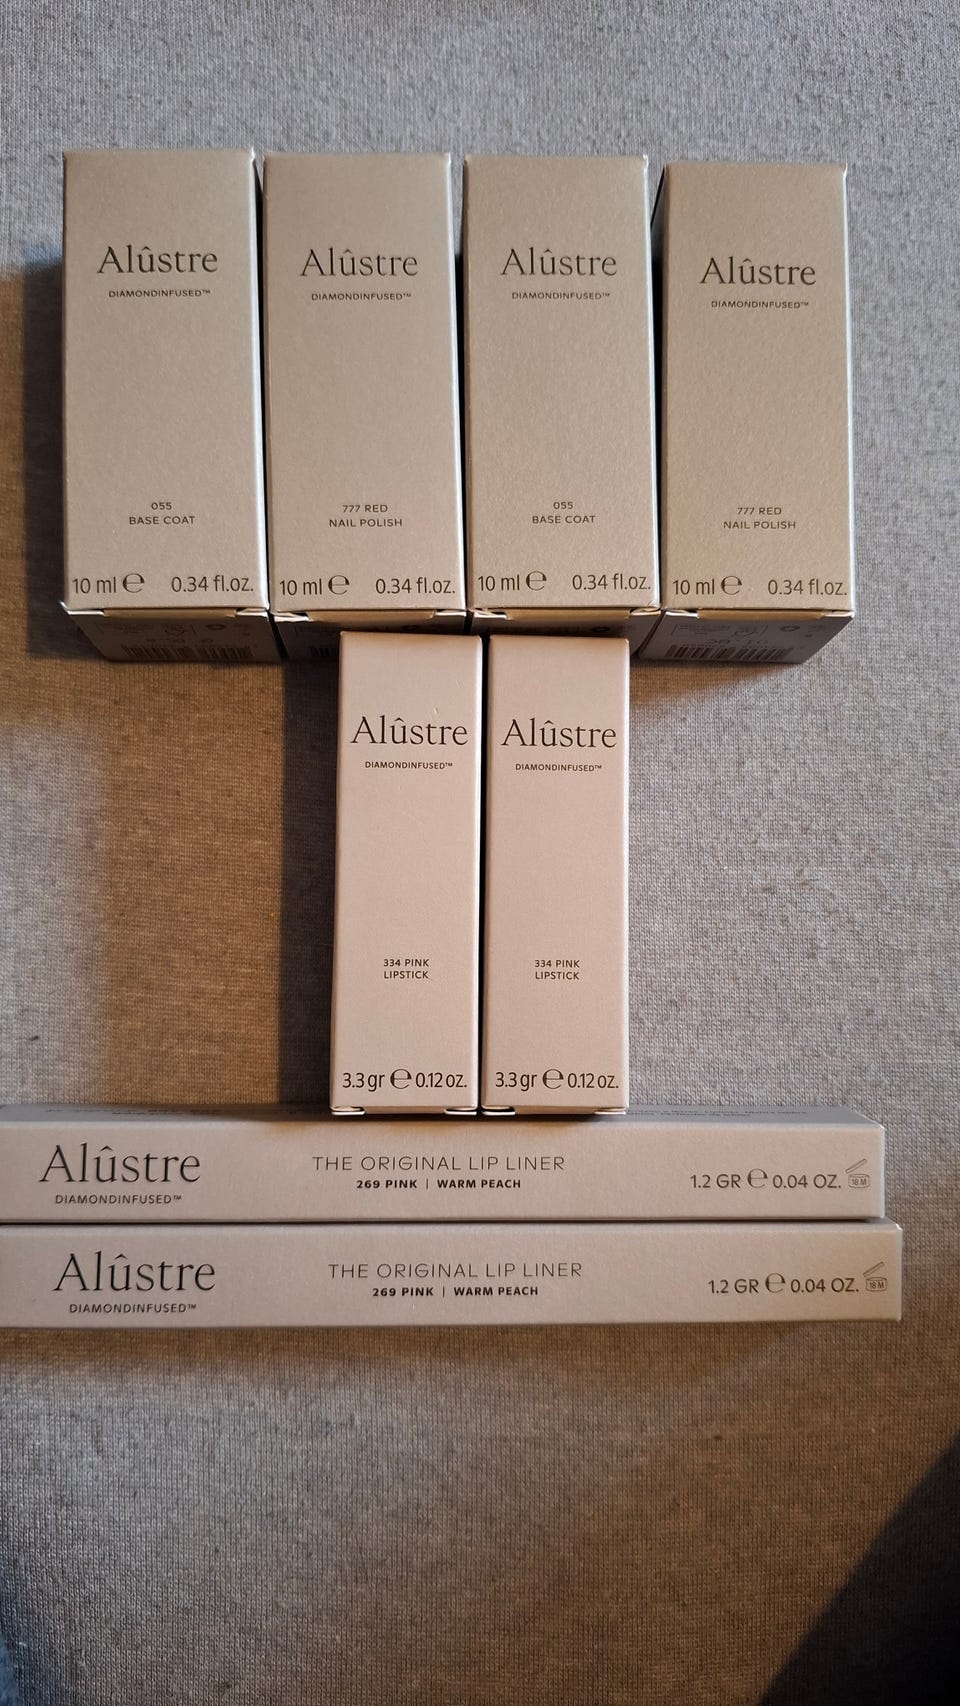 Alûstre
DIAMONDINFUSED™
055
BASE COAT
10 ml ℮ 0.34 fl.oz.
Alûstre
DIAMONDINFUSED™
777 RED
NAIL POLISH
10 ml ℮ 0.34 fl.oz.
Alûstre
DIAMONDINFUSED™
055
BASE COAT
10 ml ℮ 0.34 fl.oz.
Alûstre
DIAMONDINFUSED™
777 RED
NAIL POLISH
10 ml ℮ 0.34 fl.oz.
Alûstre
DIAMONDINFUSED™
334 PINK
LIPSTICK
3.3 gr ℮ 0.12 oz.
Alûstre
DIAMONDINFUSED™
334 PINK
LIPSTICK
3.3 gr ℮ 0.12 oz.
Alûstre
DIAMONDINFUSED™
THE ORIGINAL LIP LINER
269 PINK | WARM PEACH
1.2 GR ℮ 0.04 OZ.
18 M
Alûstre
DIAMONDINFUSED™
THE ORIGINAL LIP LINER
269 PINK | WARM PEACH
1.2 GR ℮ 0.04 OZ.
18 M